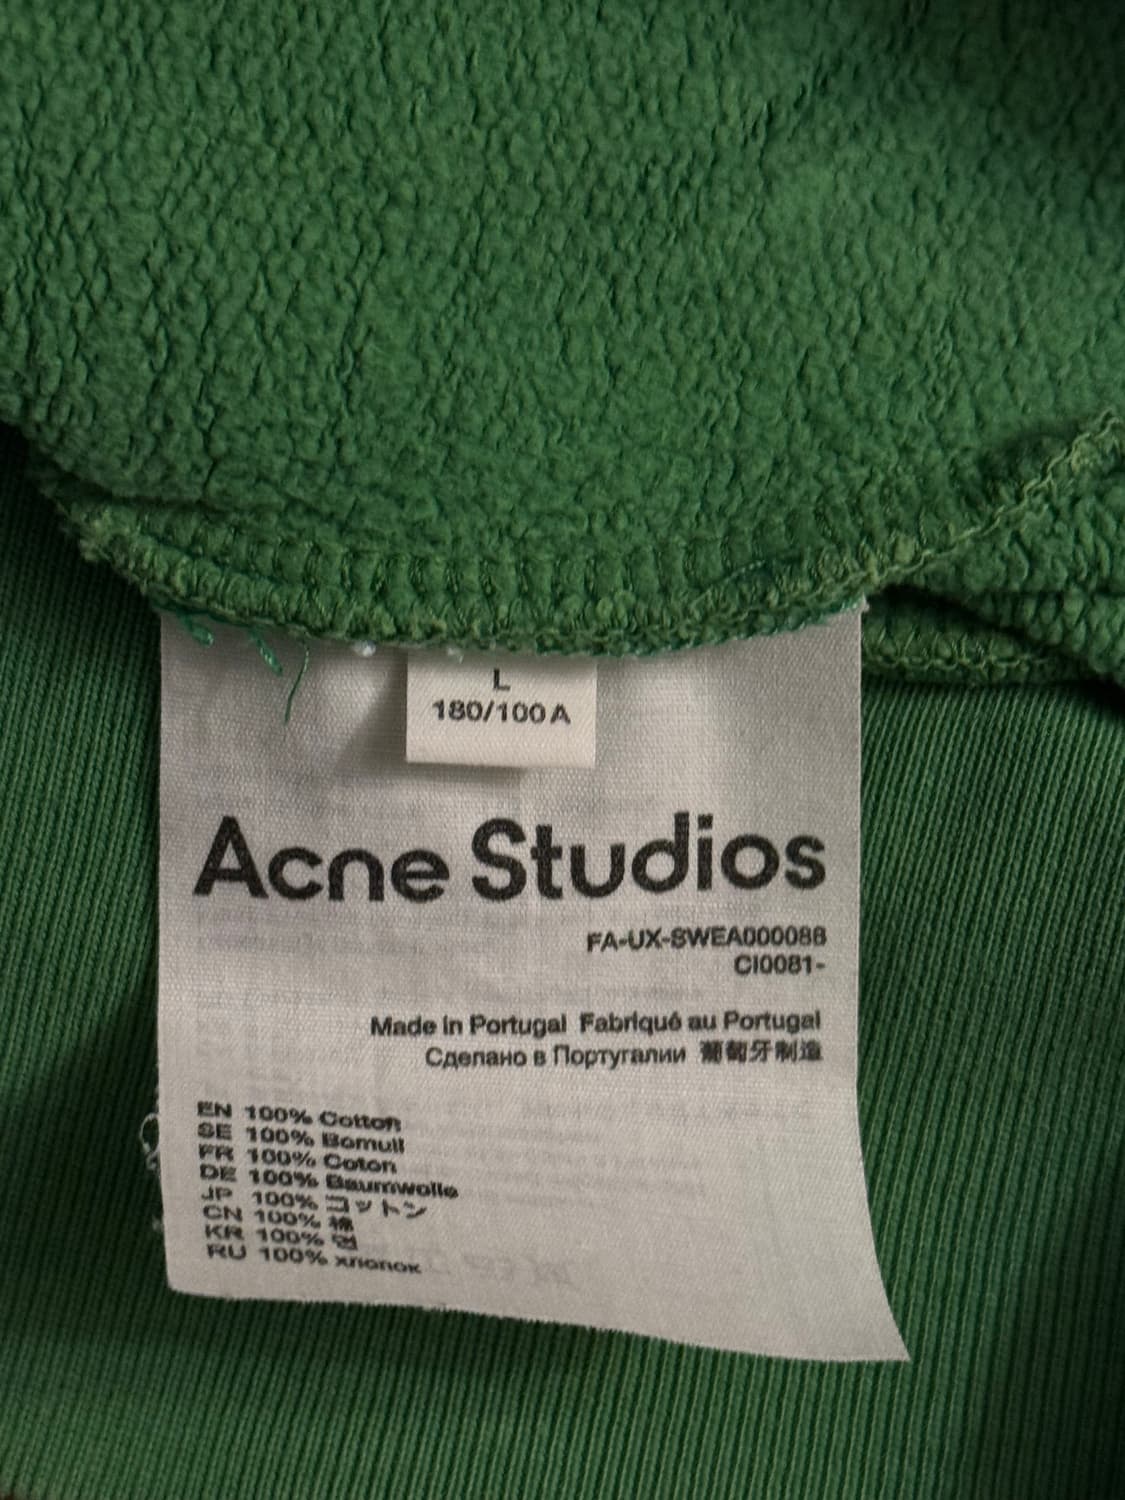 L
180/100A
Acne Studios
FA-UX-SWEA000088
CI0081-
Made in Portugal Fabriqué au Portugal
Сделано в Португалии 葡萄牙制造
EN 100% Cotton
SE 100% Bomull
FR 100% Coton
DE 100% Baumwolle
JP 100% コットン
CN 100% 棉
KR 100% 면
RU 100% хлопок